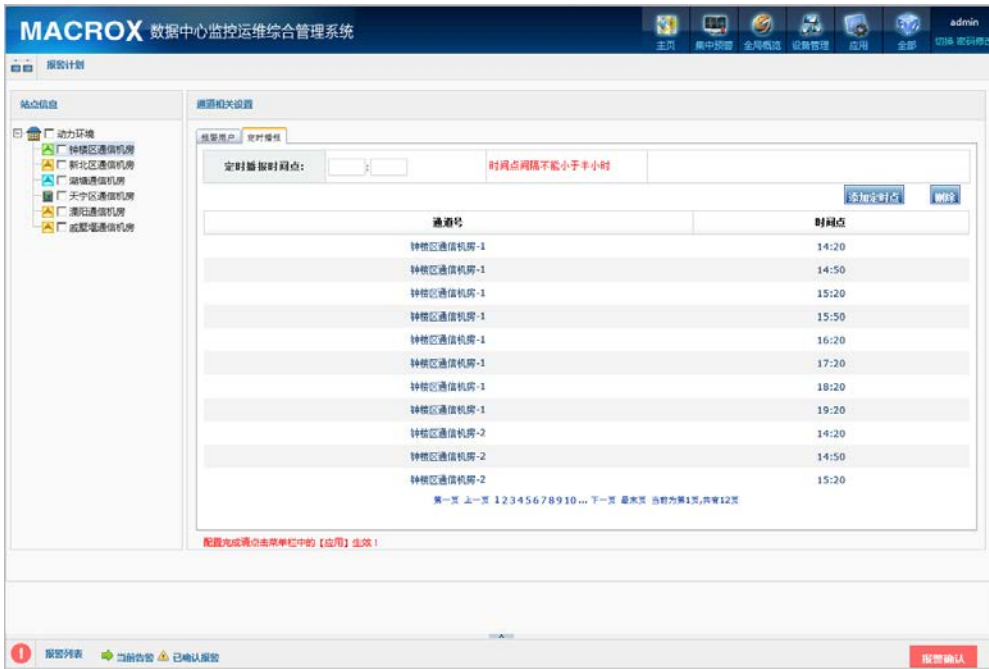 MACROX 数据中心监控运维综合管理系统
主页 集中预警 全局概览 设备管理 应用 全部
admin
切换 密码修改
报警计划
站点信息
动力环境
钟楼区通信机房
新北区通信机房
湖塘通信机房
天宁区通信机房
溧阳通信机房
戚墅堰通信机房
通道相关设置
报警用户 定时播报
定时播报时间点: : 时间点间隔不能小于半小时
添加定时点 删除
通道号 时间点
钟楼区通信机房-1 14:20
钟楼区通信机房-1 14:50
钟楼区通信机房-1 15:20
钟楼区通信机房-1 15:50
钟楼区通信机房-1 16:20
钟楼区通信机房-1 17:20
钟楼区通信机房-1 18:20
钟楼区通信机房-1 19:20
钟楼区通信机房-2 14:20
钟楼区通信机房-2 14:50
钟楼区通信机房-2 15:20
第一页 上一页 1 2 3 4 5 6 7 8 9 10 ... 下一页 最末页 当前为第1页,共有12页
配置完成请点击菜单栏中的【应用】生效！
报警列表 当前告警 已确认报警
报警确认